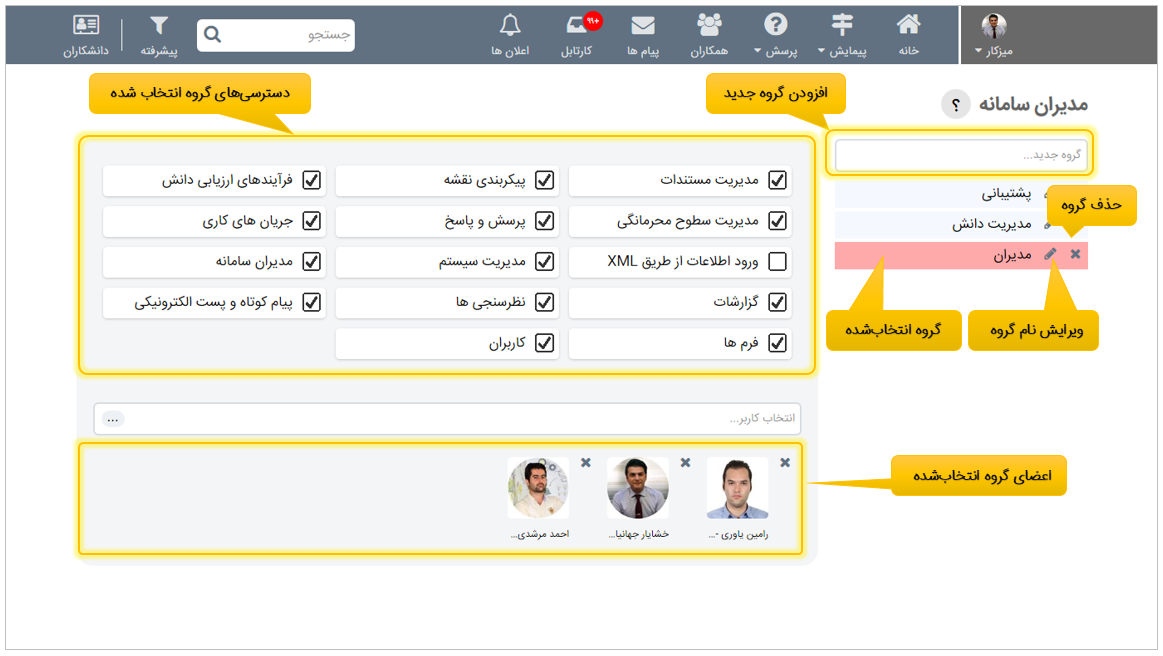 میزکار
خانه
پیمایش
پرسش
همکاران
پیام ها
۹۹+
کارتابل
اعلان ها
جستجو
پیشرفته
دانشکاران
مدیران سامانه
؟
افزودن گروه جدید
دسترسی‌های گروه انتخاب شده
گروه جدید...
پشتیبانی
حذف گروه
مدیریت دانش
مدیران
ویرایش نام گروه
گروه انتخاب‌شده
مدیریت مستندات
پیکربندی نقشه
فرآیندهای ارزیابی دانش
مدیریت سطوح محرمانگی
پرسش و پاسخ
جریان های کاری
ورود اطلاعات از طریق XML
مدیریت سیستم
مدیران سامانه
گزارشات
نظرسنجی ها
پیام کوتاه و پست الکترونیکی
فرم ها
کاربران
انتخاب کاربر...
...
اعضای گروه انتخاب‌شده
رامین یاوری -...
خشایار جهانیا...
احمد مرشدی...